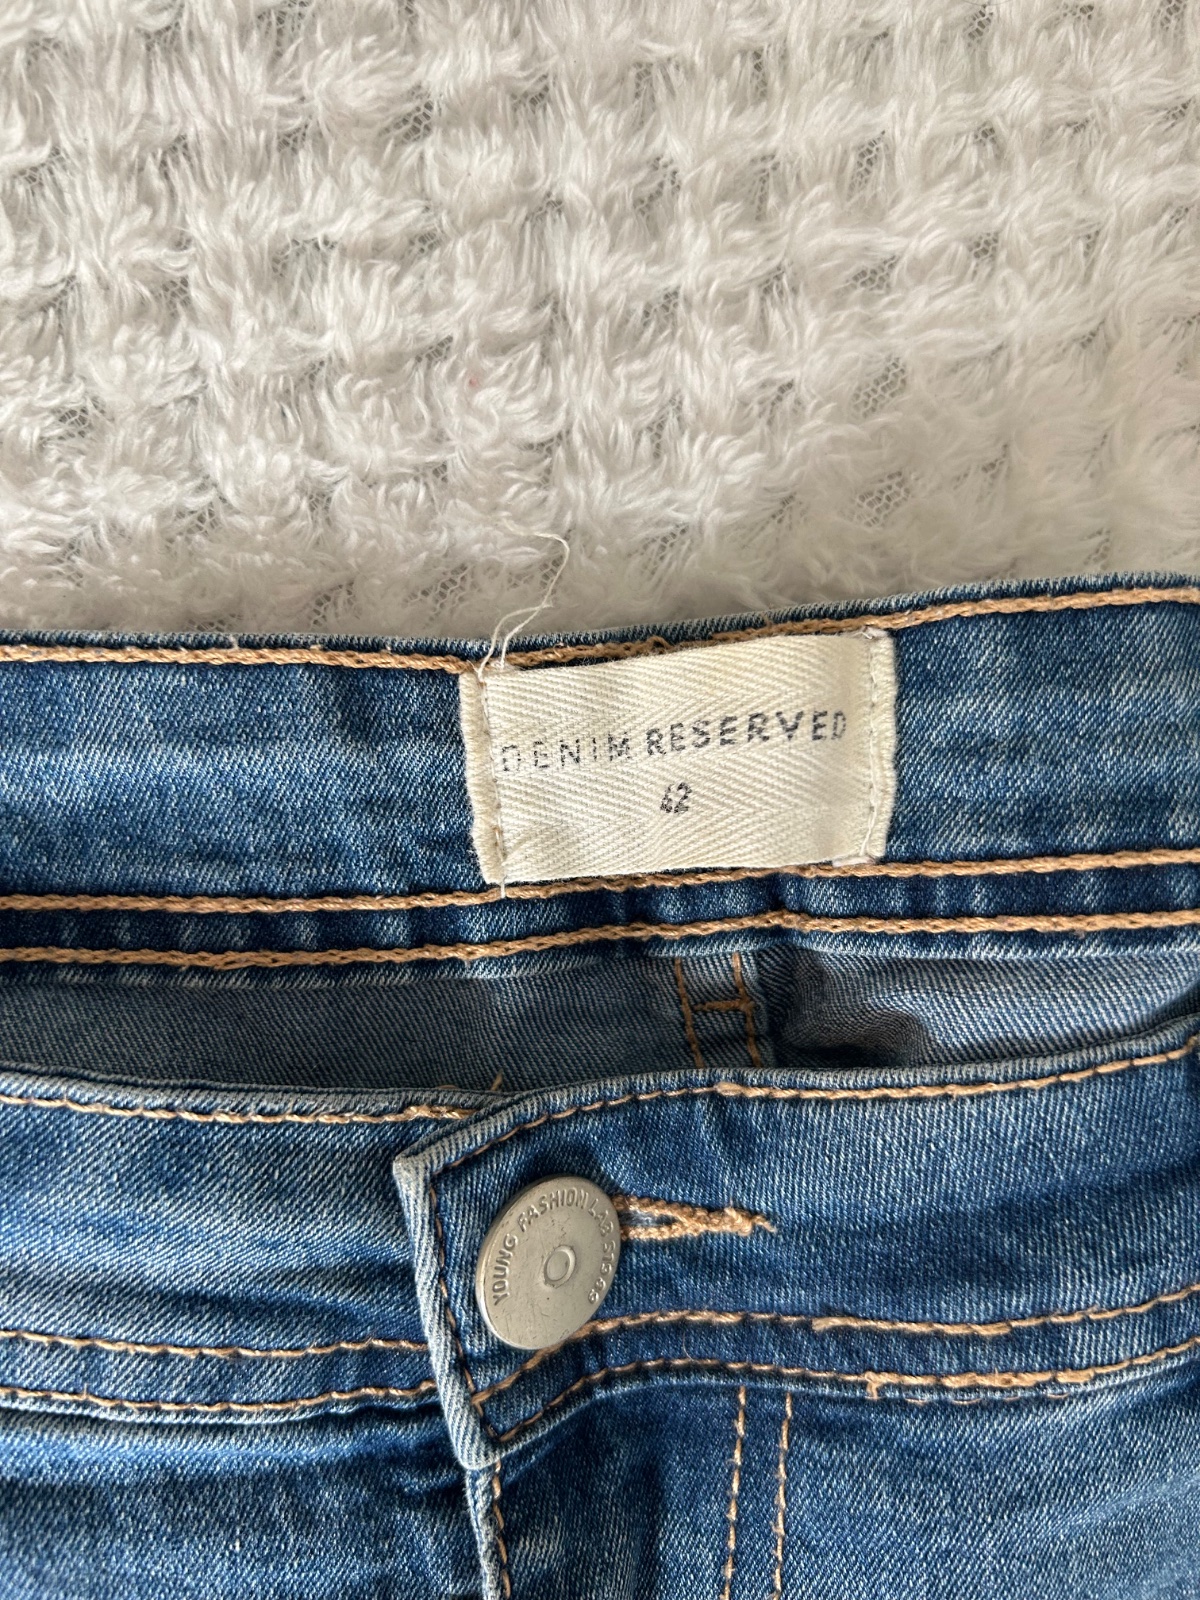 DENIM RESERVED
42
YOUNG FASHION LAB